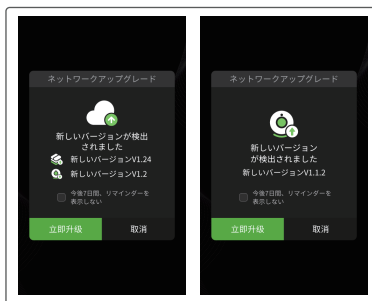 ネットワークアップグレード
新しいバージョンが検出
されました
新しいバージョンV1.24
新しいバージョンV1.2
今後7日間、リマインダーを
表示しない
立即升级
取消
ネットワークアップグレード
新しいバージョン
が検出されました
新しいバージョンV1.1.2
今後7日間、リマインダーを
表示しない
立即升级
取消